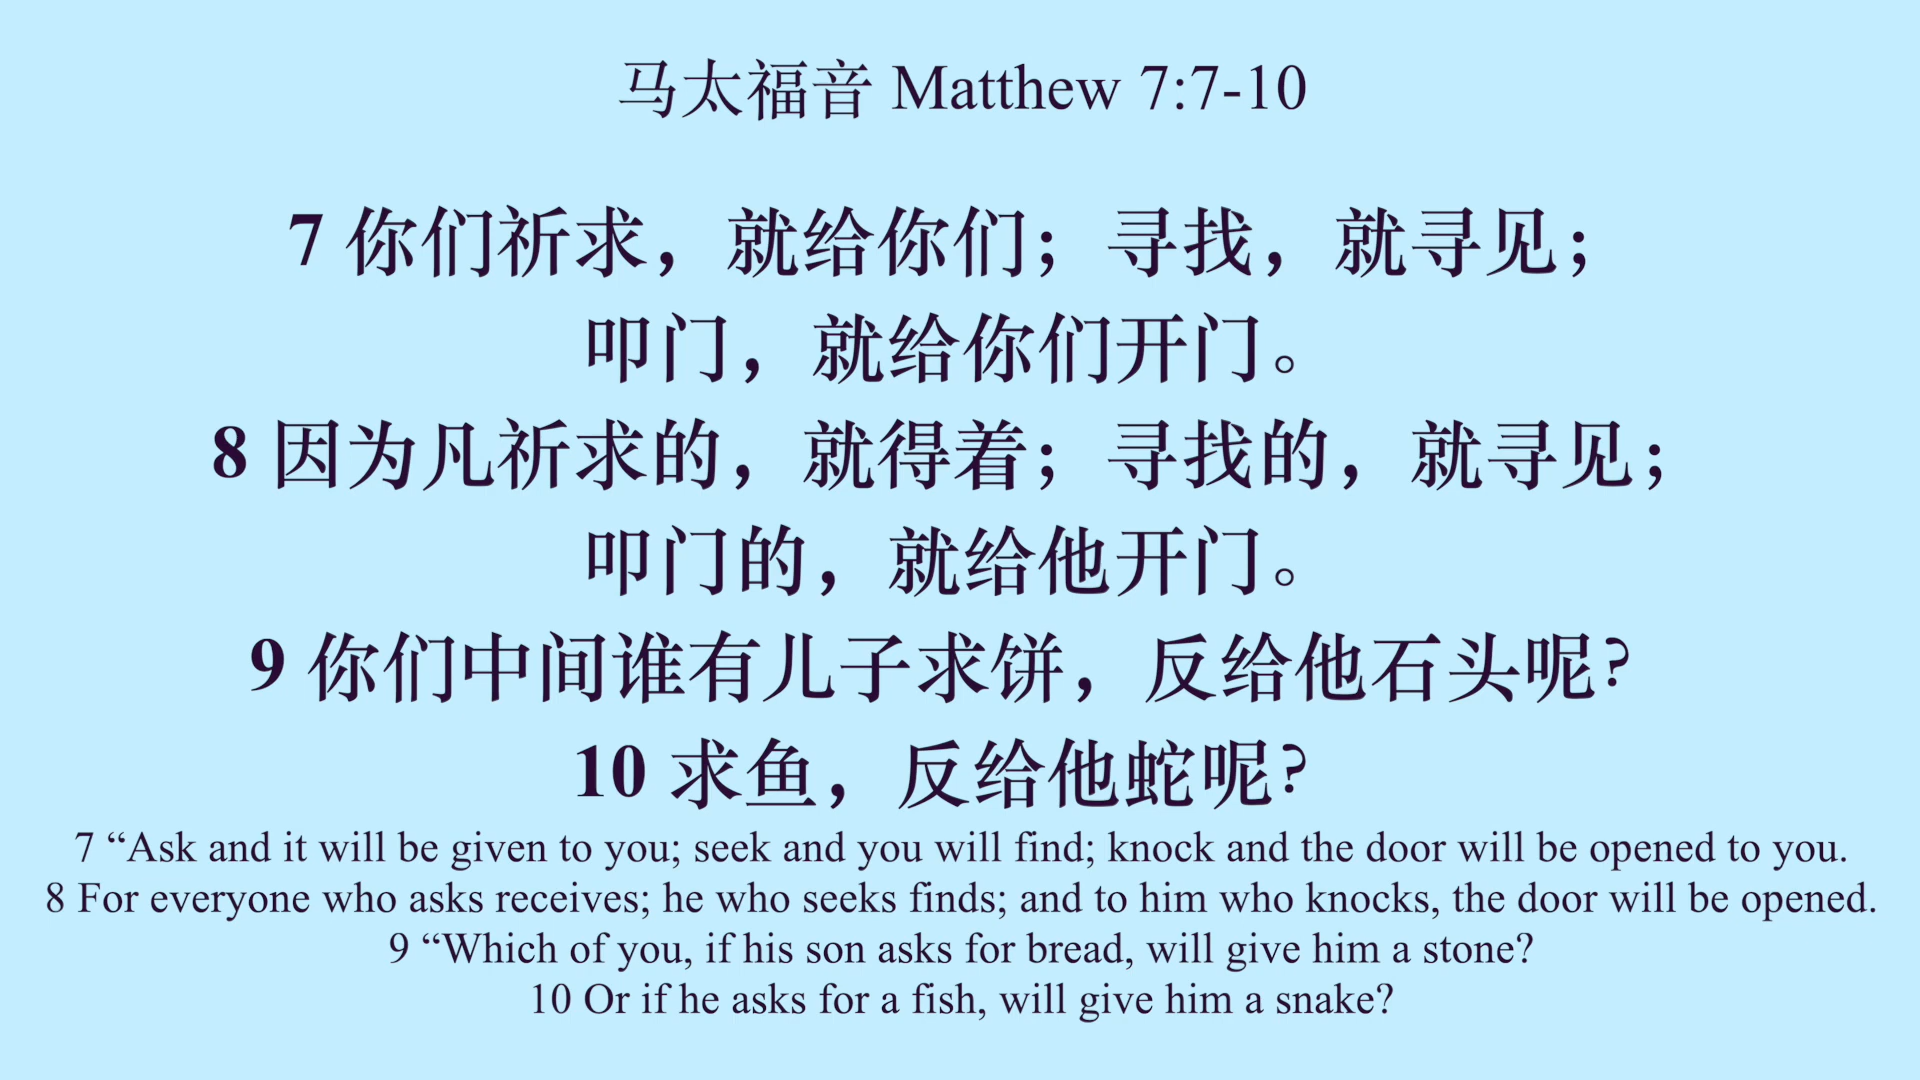 马太福音 Matthew 7:7-10
7 你们祈求，就给你们；寻找，就寻见；
叩门，就给你们开门。
8 因为凡祈求的，就得着；寻找的，就寻见；
叩门的，就给他开门。
9 你们中间谁有儿子求饼，反给他石头呢？
10 求鱼，反给他蛇呢？
7 “Ask and it will be given to you; seek and you will find; knock and the door will be opened to you.
8 For everyone who asks receives; he who seeks finds; and to him who knocks, the door will be opened.
9 “Which of you, if his son asks for bread, will give him a stone?
10 Or if he asks for a fish, will give him a snake?